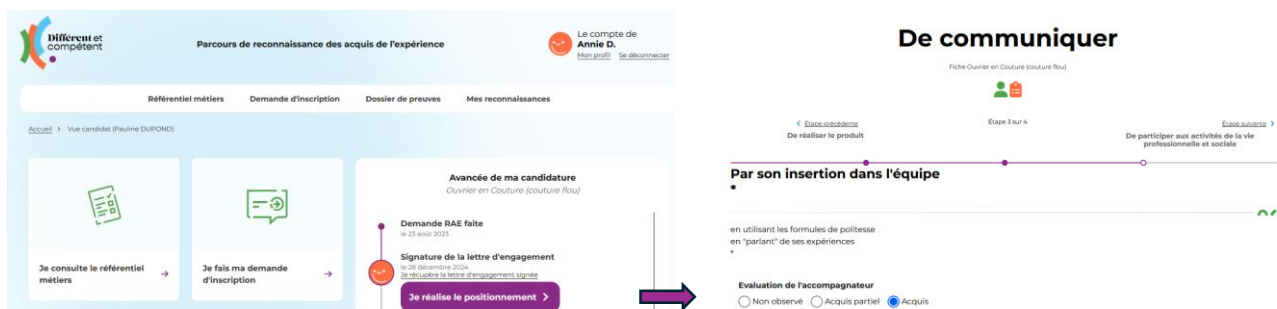 Différent et
compétent
Parcours de reconnaissance des acquis de l'expérience
Le compte de
Annie D.
Mon profil Se déconnecter
Référentiel métiers Demande d'inscription Dossier de preuves Mes reconnaissances
Accueil > Vue candidat (Pauline DUPOND)
Je consulte le référentiel
métiers →
Je fais ma demande
d'inscription →
Avancée de ma candidature
Ouvrier en Couture (couture flou)
Demande RAE faite
le 23 août 2023
Signature de la lettre d'engagement
le 28 décembre 2024
Je récupère la lettre d'engagement signée
Je réalise le positionnement >
De communiquer
Fiche Ouvrier en Couture (couture flou)
< Étape précédente
De réaliser le produit
Étape 3 sur 4
Étape suivante >
De participer aux activités de la vie
professionnelle et sociale
Par son insertion dans l'équipe
*
en utilisant les formules de politesse
en "parlant" de ses expériences
*
Evaluation de l'accompagnateur
Non observé Acquis partiel Acquis